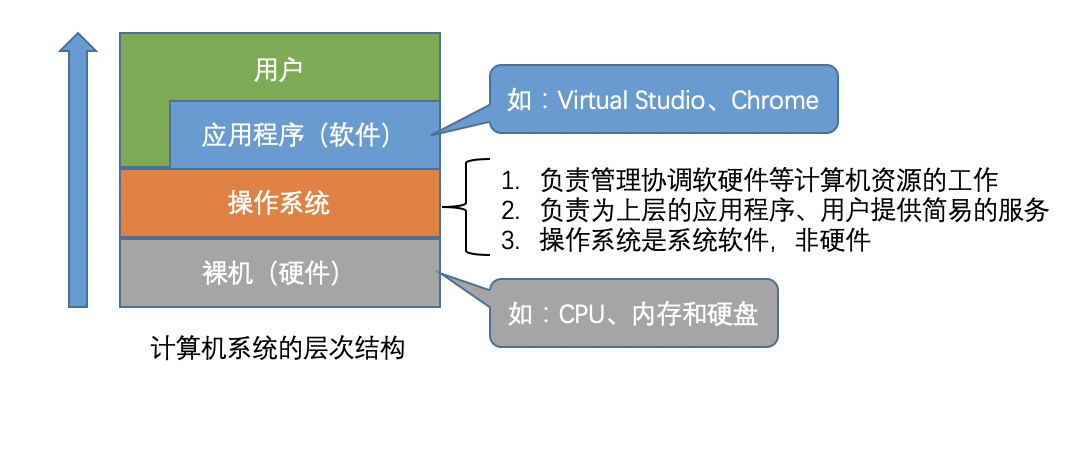 用户
如：Virtual Studio、Chrome
应用程序（软件）
1. 负责管理协调软硬件等计算机资源的工作
2. 负责为上层的应用程序、用户提供简易的服务
3. 操作系统是系统软件，非硬件
操作系统
裸机（硬件）
如：CPU、内存和硬盘
计算机系统的层次结构